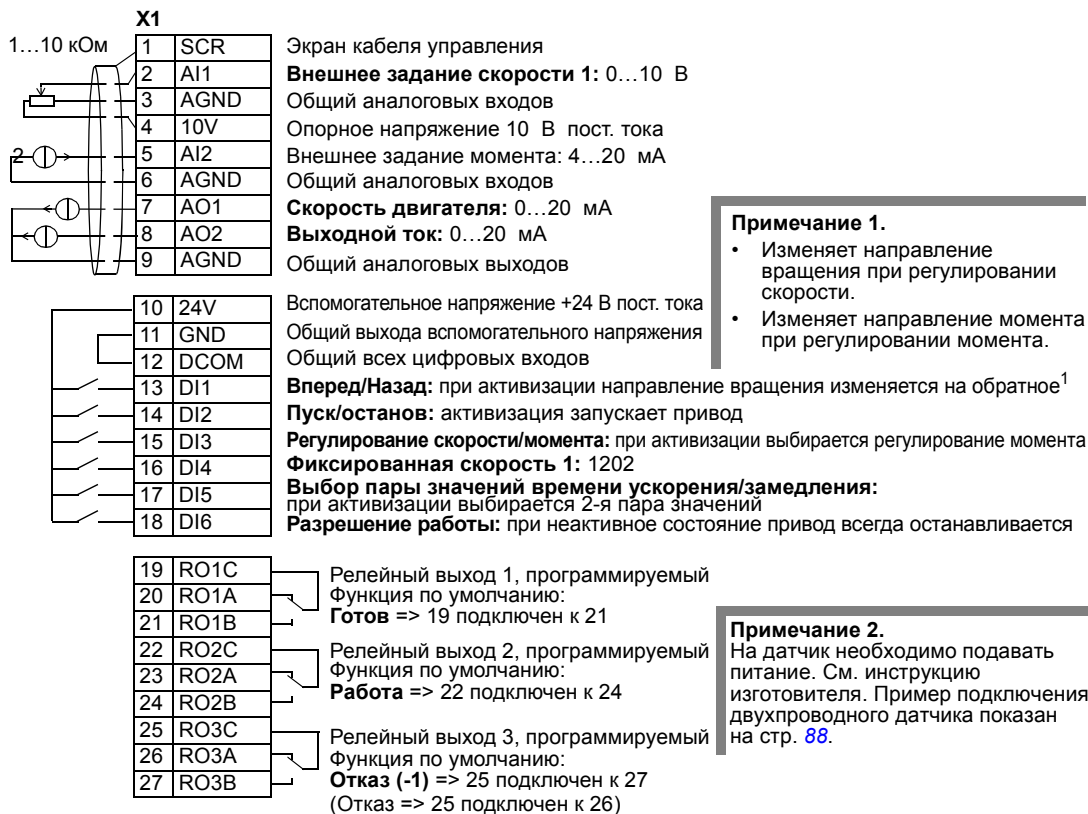 X1
1…10 кОм
1 SCR Экран кабеля управления
2 AI1 Внешнее задание скорости 1: 0…10 В
3 AGND Общий аналоговых входов
4 10V Опорное напряжение 10 В пост. тока
2 5 AI2 Внешнее задание момента: 4…20 мА
6 AGND Общий аналоговых входов
7 AO1 Скорость двигателя: 0…20 мА
8 AO2 Выходной ток: 0…20 мА
9 AGND Общий аналоговых выходов
Примечание 1.
• Изменяет направление
вращения при регулировании
скорости.
• Изменяет направление момента
при регулировании момента.
10 24V Вспомогательное напряжение +24 В пост. тока
11 GND Общий выхода вспомогательного напряжения
12 DCOM Общий всех цифровых входов
13 DI1 Вперед/Назад: при активизации направление вращения изменяется на обратное1
14 DI2 Пуск/останов: активизация запускает привод
15 DI3 Регулирование скорости/момента: при активизации выбирается регулирование момента
16 DI4 Фиксированная скорость 1: 1202
17 DI5 Выбор пары значений времени ускорения/замедления:
при активизации выбирается 2-я пара значений
18 DI6 Разрешение работы: при неактивное состояние привод всегда останавливается
19 RO1C Релейный выход 1, программируемый
20 RO1A Функция по умолчанию:
21 RO1B Готов => 19 подключен к 21
22 RO2C Релейный выход 2, программируемый
23 RO2A Функция по умолчанию:
24 RO2B Работа => 22 подключен к 24
25 RO3C Релейный выход 3, программируемый
26 RO3A Функция по умолчанию:
27 RO3B Отказ (-1) => 25 подключен к 27
(Отказ => 25 подключен к 26)
Примечание 2.
На датчик необходимо подавать
питание. См. инструкцию
изготовителя. Пример подключения
двухпроводного датчика показан
на стр. 88.